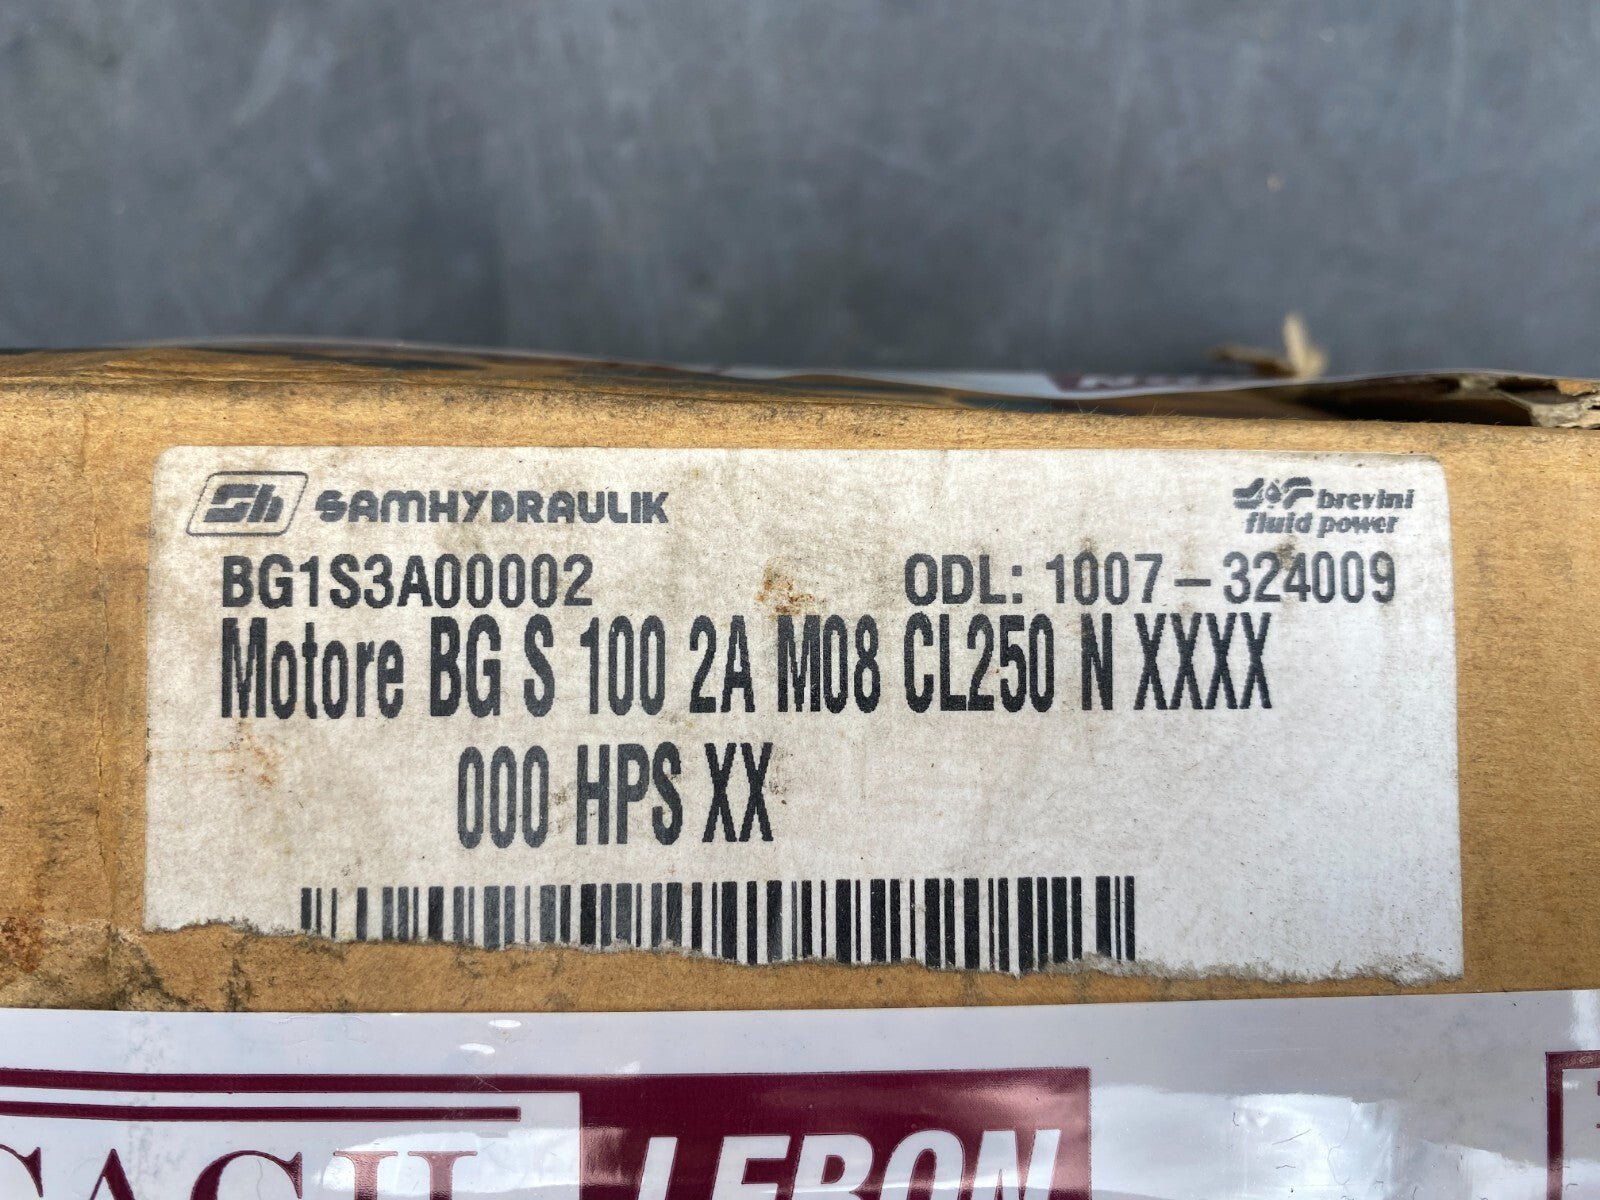 Sh SAMHYDRAULIK
brevini
fluid power
BG1S3A00002 ODL: 1007-324009
Motore BG S 100 2A M08 CL250 N XXXX
000 HPS XX
LEBON